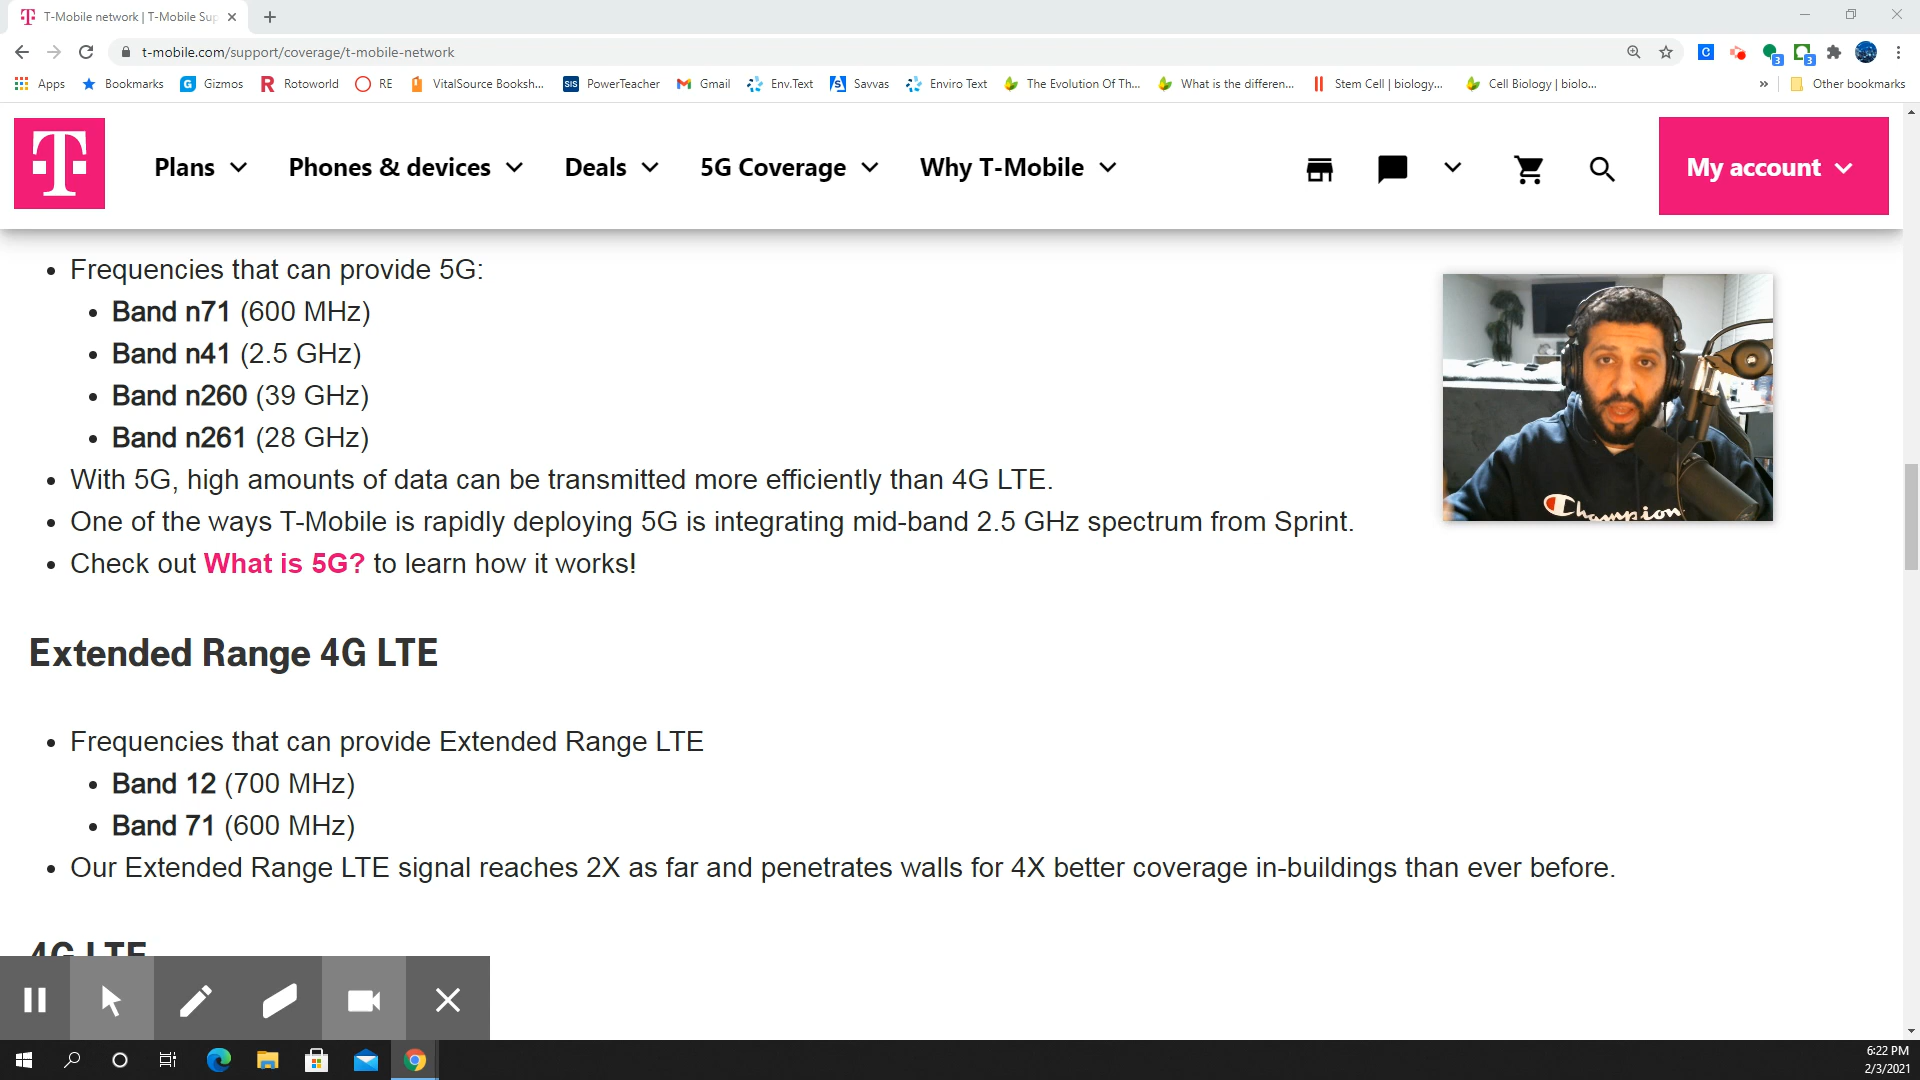 T-Mobile network | T-Mobile Sup
t-mobile.com/support/coverage/t-mobile-network
Apps Bookmarks G Gizmos R Rotoworld RE VitalSource Booksh... SIS PowerTeacher Gmail Env.Text Savvas Enviro Text The Evolution Of Th... What is the differen... Stem Cell | biology... Cell Biology | biolo... » Other bookmarks
T Plans Phones & devices Deals 5G Coverage Why T-Mobile My account
• Frequencies that can provide 5G:
• Band n71 (600 MHz)
• Band n41 (2.5 GHz)
• Band n260 (39 GHz)
• Band n261 (28 GHz)
• With 5G, high amounts of data can be transmitted more efficiently than 4G LTE.
• One of the ways T-Mobile is rapidly deploying 5G is integrating mid-band 2.5 GHz spectrum from Sprint.
Champion
• Check out What is 5G? to learn how it works!
Extended Range 4G LTE
• Frequencies that can provide Extended Range LTE
• Band 12 (700 MHz)
• Band 71 (600 MHz)
• Our Extended Range LTE signal reaches 2X as far and penetrates walls for 4X better coverage in-buildings than ever before.
4G LTE
6:22 PM
2/3/2021